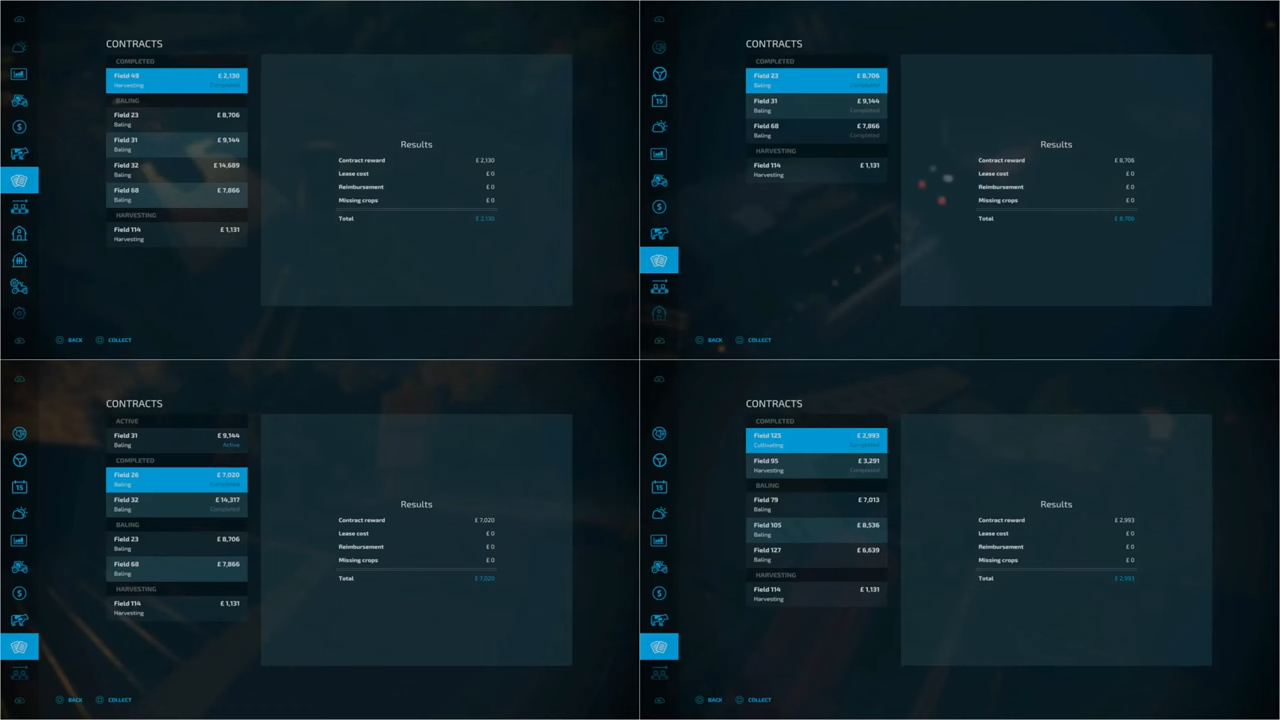 CONTRACTS
COMPLETED
Field 49 £ 2,130
Harvesting Completed
BALING
Field 23 £ 8,706
Baling
Field 31 £ 9,144
Baling
Field 32 £ 14,689
Baling
Field 68 £ 7,866
Baling
HARVESTING
Field 114 £ 1,131
Harvesting
Results
Contract reward £ 2,130
Lease cost £ 0
Reimbursement £ 0
Missing crops £ 0
Total £ 2,130
BACK COLLECT
CONTRACTS
COMPLETED
Field 23 £ 8,706
Baling Completed
Field 31 £ 9,144
Baling Completed
Field 68 £ 7,866
Baling Completed
HARVESTING
Field 114 £ 1,131
Harvesting
15
Results
Contract reward £ 8,706
Lease cost £ 0
Reimbursement £ 0
Missing crops £ 0
Total £ 8,706
BACK COLLECT
CONTRACTS
ACTIVE
Field 31 £ 9,144
Baling Active
COMPLETED
Field 26 £ 7,020
Baling Completed
Field 32 £ 14,317
Baling Completed
BALING
Field 23 £ 8,706
Baling
Field 68 £ 7,866
Baling
HARVESTING
Field 114 £ 1,131
Harvesting
15
Results
Contract reward £ 7,020
Lease cost £ 0
Reimbursement £ 0
Missing crops £ 0
Total £ 7,020
BACK COLLECT
CONTRACTS
COMPLETED
Field 125 £ 2,993
Cultivating Completed
Field 95 £ 3,291
Harvesting Completed
BALING
Field 79 £ 7,013
Baling
Field 105 £ 8,536
Baling
Field 127 £ 6,639
Baling
HARVESTING
Field 114 £ 1,131
Harvesting
15
Results
Contract reward £ 2,993
Lease cost £ 0
Reimbursement £ 0
Missing crops £ 0
Total £ 2,993
BACK COLLECT